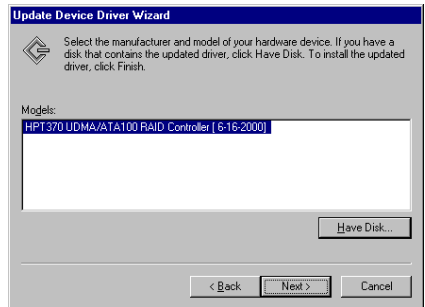 Update Device Driver Wizard
Select the manufacturer and model of your hardware device. If you have a
disk that contains the updated driver, click Have Disk. To install the updated
driver, click Finish.
Models:
HPT370 UDMA/ATA100 RAID Controller [ 6-16-2000]
Have Disk...
< Back Next > Cancel